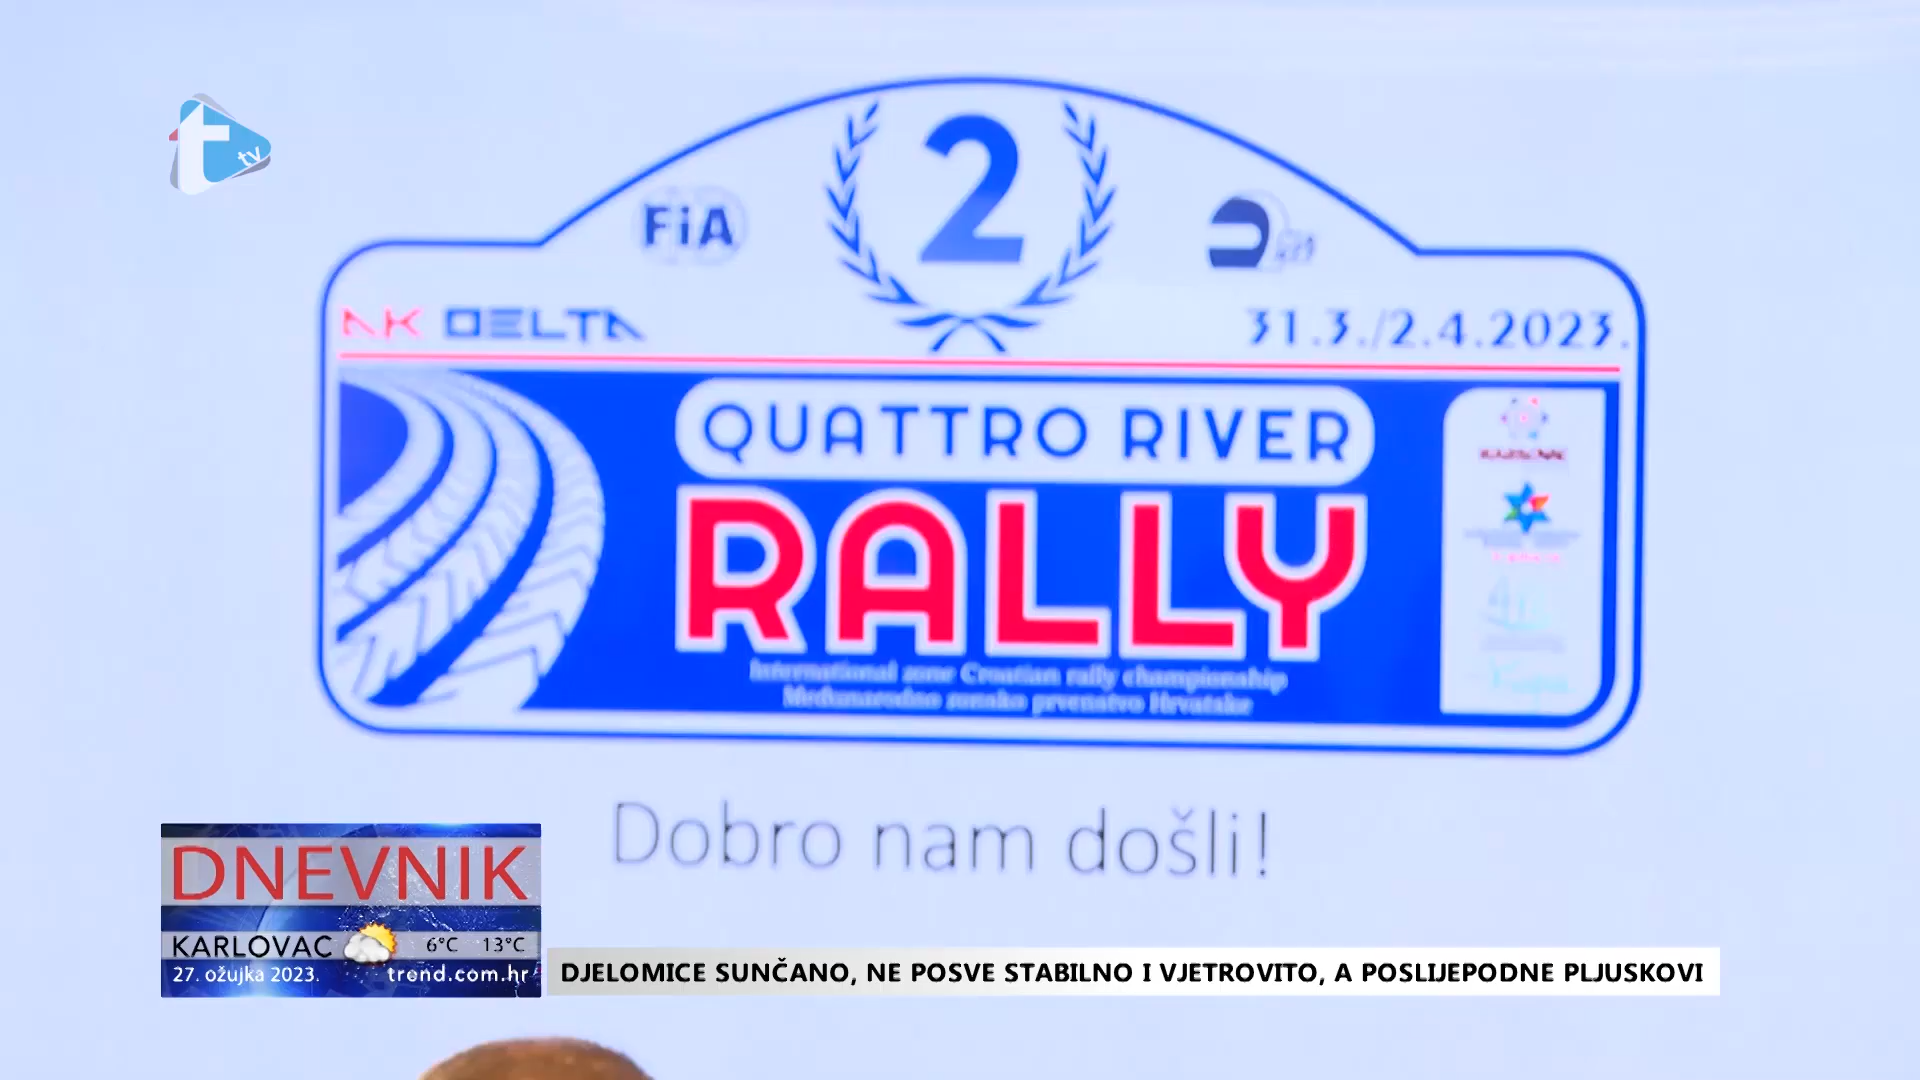 t tv
2
FiA
NK DELTA
31.3./2.4.2023.
QUATTRO RIVER
RALLY
International zone Croatian rally championship
Međunarodno zonsko prvenstvo Hrvatske
Dobro nam došli!
DNEVNIK
KARLOVAC 6°C 13°C
27. ožujka 2023. trend.com.hr
DJELOMICE SUNČANO, NE POSVE STABILNO I VJETROVITO, A POSLIJEPODNE PLJUSKOVI